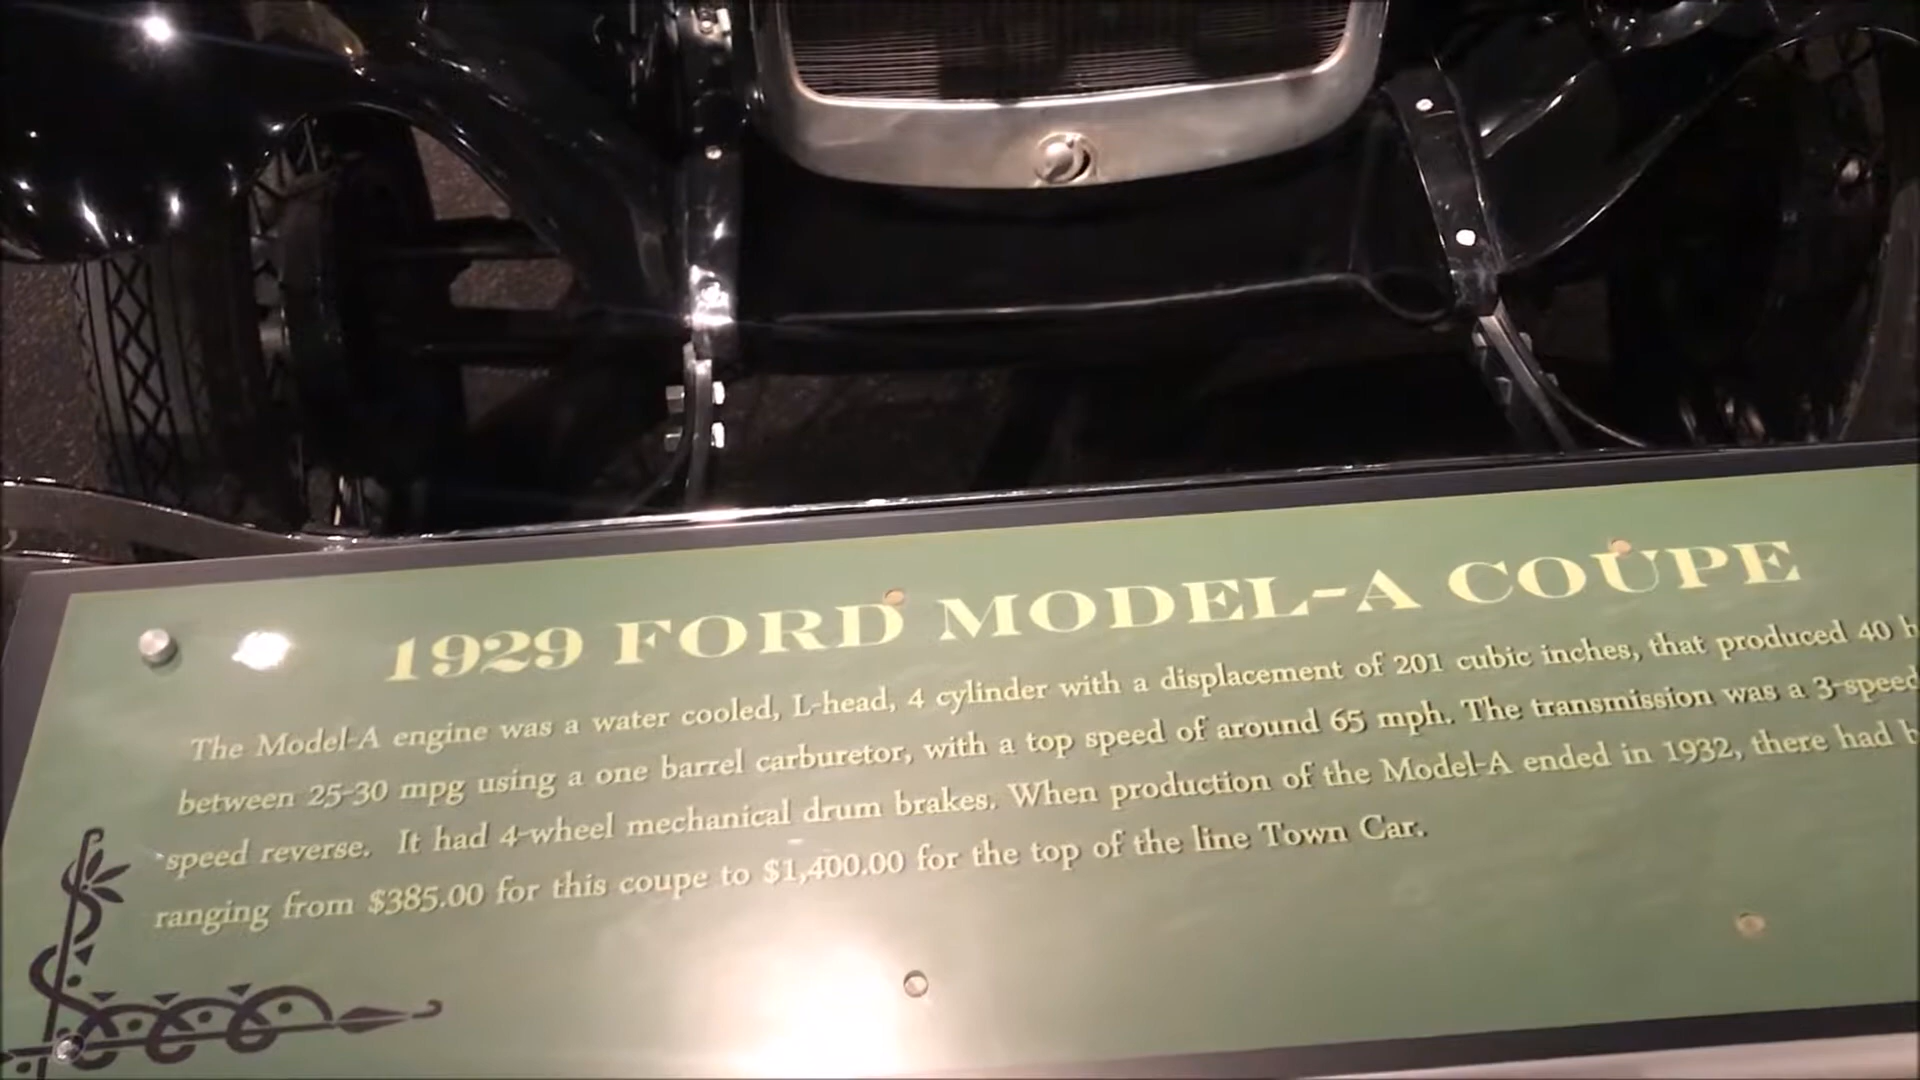 1929 FORD MODEL-A COUPE
The Model-A engine was a water cooled, L-head, 4 cylinder with a displacement of 201 cubic inches, that produced 40
between 25-30 mpg using a one barrel carburetor, with a top speed of around 65 mph. The transmission was a 3-speed
speed reverse. It had 4-wheel mechanical drum brakes. When production of the Model-A ended in 1932, there had
ranging from $385.00 for this coupe to $1,400.00 for the top of the line Town Car.